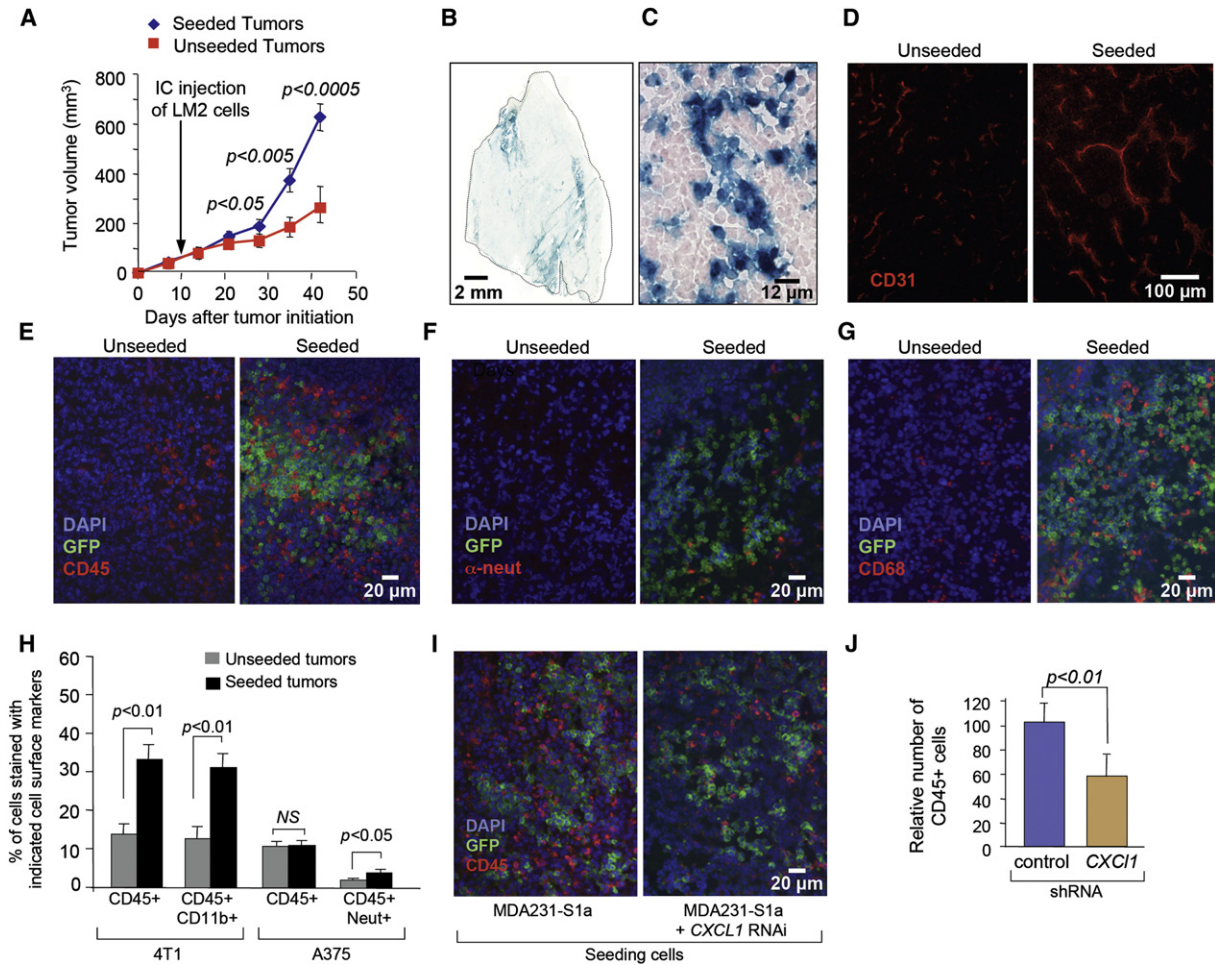 A
Seeded Tumors
Unseeded Tumors
Tumor volume (mm3)
800
600
400
200
0
IC injection
of LM2 cells
p<0.05
p<0.005
p<0.0005
0 10 20 30 40 50
Days after tumor initiation
B
2 mm
C
12 µm
D
Unseeded Seeded
CD31
100 µm
E
Unseeded Seeded
DAPI
GFP
CD45
20 µm
F
Unseeded Seeded
Days
DAPI
GFP
α-neut
20 µm
G
Unseeded Seeded
DAPI
GFP
CD68
20 µm
H
% of cells stained with
indicated cell surface markers
60
50
40
30
20
10
0
Unseeded tumors
Seeded tumors
p<0.01
p<0.01
NS
p<0.05
CD45+ CD45+ CD45+ CD45+
CD11b+ Neut+
4T1 A375
I
DAPI
GFP
CD45
20 µm
MDA231-S1a MDA231-S1a
+ CXCL1 RNAi
Seeding cells
J
Relative number of
CD45+ cells
p<0.01
120
100
80
60
40
20
0
control CXCl1
shRNA